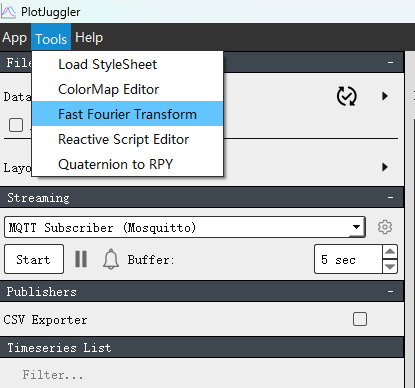 PlotJuggler
App Tools Help
File -
Load StyleSheet
ColorMap Editor
Data
Fast Fourier Transform
Reactive Script Editor
Quaternion to RPY
Layo
Streaming -
MQTT Subscriber (Mosquitto)
Start Buffer: 5 sec
Publishers -
CSV Exporter
Timeseries List
Filter...